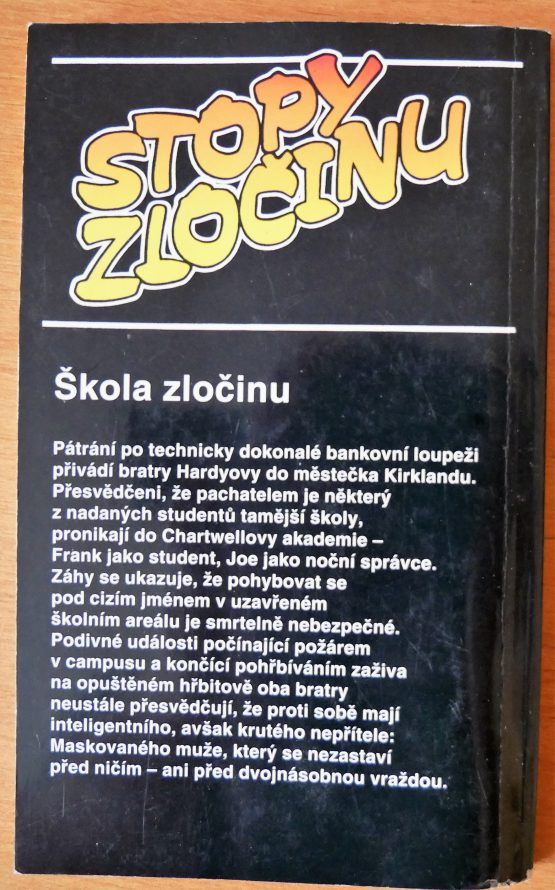 STOPY
ZLOČINU
Škola zločinu
Pátrání po technicky dokonalé bankovní loupeži
přivádí bratry Hardyovy do městečka Kirklandu.
Přesvědčeni, že pachatelem je některý
z nadaných studentů tamější školy,
pronikají do Chartwellovy akademie –
Frank jako student, Joe jako noční správce.
Záhy se ukazuje, že pohybovat se
pod cizím jménem v uzavřeném
školním areálu je smrtelně nebezpečné.
Podivné události počínající požárem
v campusu a končící pohřbíváním zaživa
na opuštěném hřbitově oba bratry
neustále přesvědčují, že proti sobě mají
inteligentního, avšak krutého nepřítele:
Maskovaného muže, který se nezastaví
před ničím – ani před dvojnásobnou vraždou.